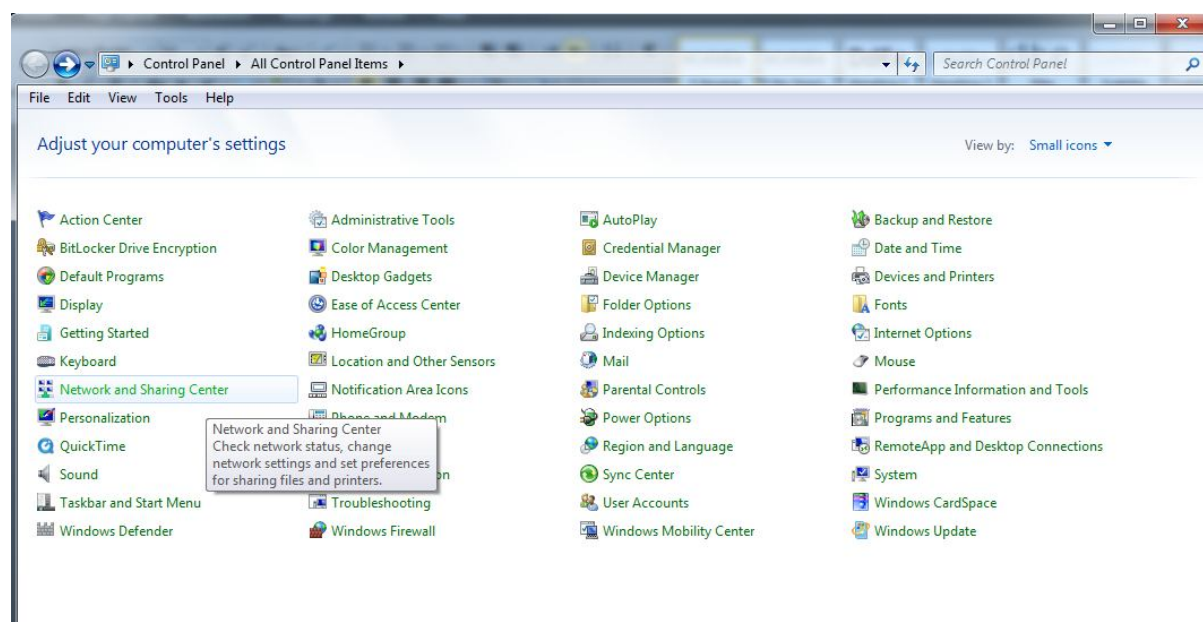 Control Panel All Control Panel Items Search Control Panel
File Edit View Tools Help
Adjust your computer's settings View by: Small icons
Action Center Administrative Tools AutoPlay Backup and Restore
BitLocker Drive Encryption Color Management Credential Manager Date and Time
Default Programs Desktop Gadgets Device Manager Devices and Printers
Display Ease of Access Center Folder Options Fonts
Getting Started HomeGroup Indexing Options Internet Options
Keyboard Location and Other Sensors Mail Mouse
Network and Sharing Center Notification Area Icons Parental Controls Performance Information and Tools
Personalization Phone and Modem Power Options Programs and Features
Network and Sharing Center
QuickTime Check network status, change Region and Language RemoteApp and Desktop Connections
network settings and set preferences
Sound Sync Center System
for sharing files and printers.
Taskbar and Start Menu Troubleshooting User Accounts Windows CardSpace
Windows Defender Windows Firewall Windows Mobility Center Windows Update